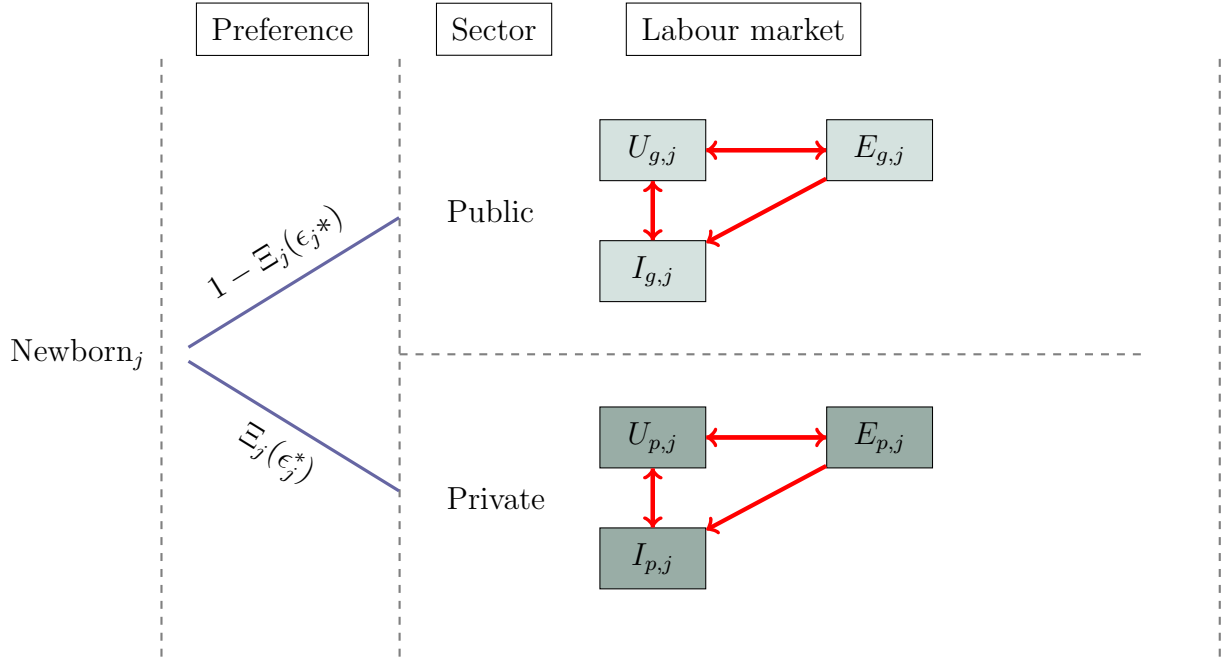 Preference
Sector
Labour market
U_{g,j}
E_{g,j}
Public
1 − Ξ_j(ϵ_j*)
I_{g,j}
Newborn_j
U_{p,j}
E_{p,j}
Ξ_j(ϵ_j^*)
Private
I_{p,j}